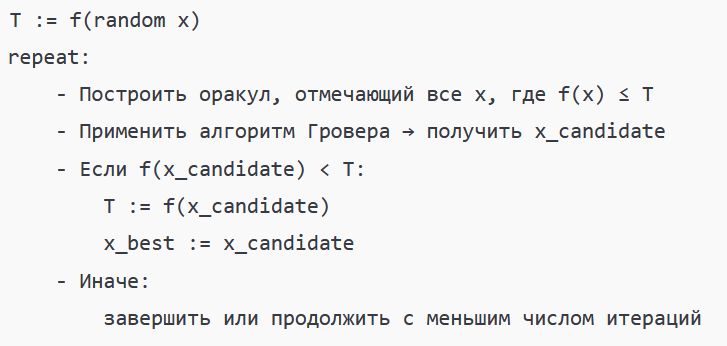 T := f(random x)
repeat:
- Построить оракул, отмечающий все x, где f(x) ≤ T
- Применить алгоритм Гровера → получить x_candidate
- Если f(x_candidate) < T:
T := f(x_candidate)
x_best := x_candidate
- Иначе:
завершить или продолжить с меньшим числом итераций